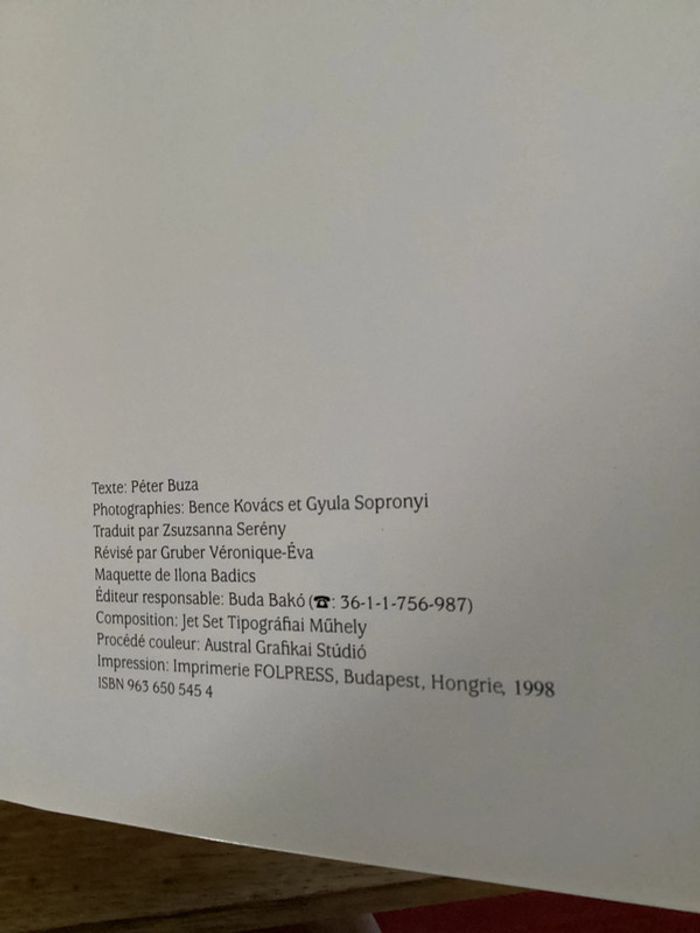 Texte: Péter Buza
Photographies: Bence Kovács et Gyula Sopronyi
Traduit par Zsuzsanna Serény
Révisé par Gruber Véronique-Éva
Maquette de Ilona Badics
Éditeur responsable: Buda Bakó (☎: 36-1-1-756-987)
Composition: Jet Set Tipográfiai Műhely
Procédé couleur: Austral Grafikai Stúdió
Impression: Imprimerie FOLPRESS, Budapest, Hongrie, 1998
ISBN 963 650 545 4